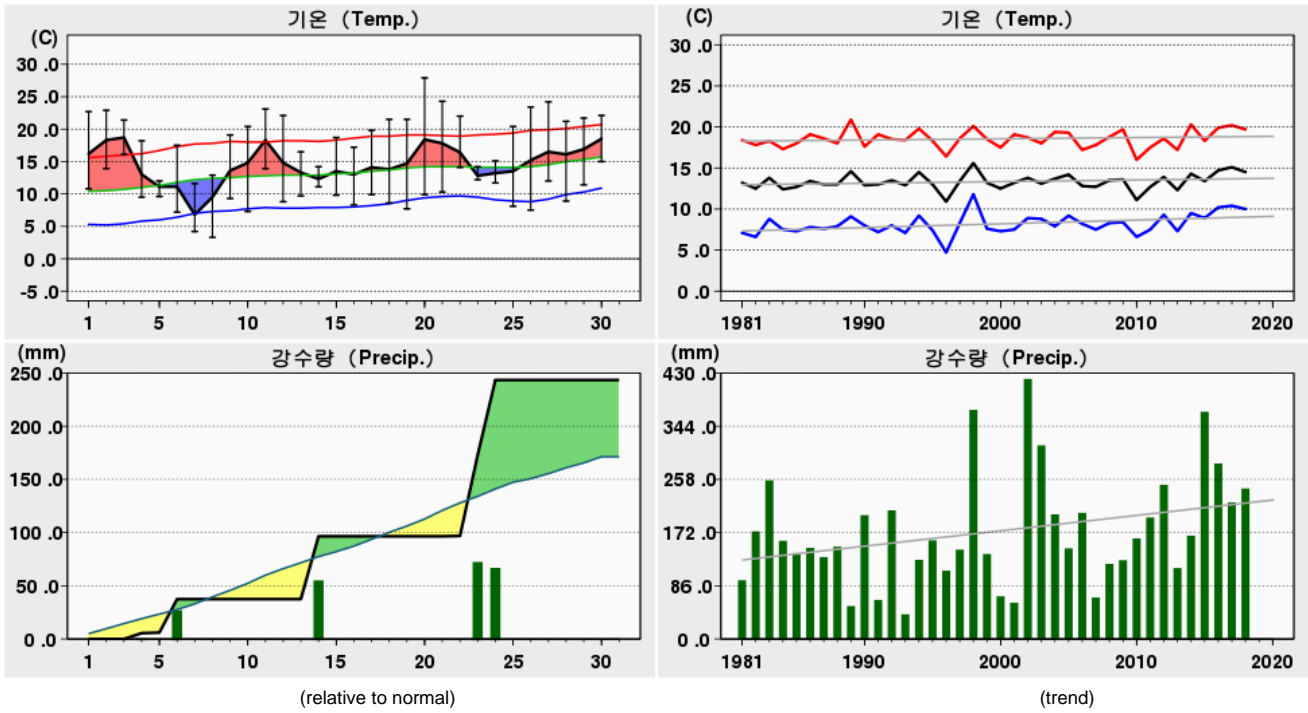 기온 (Temp.)
(C)
30 .0
25 .0
20 .0
15 .0
10 .0
5 .0
0 .0
-5 .0
1 5 10 15 20 25 30
기온 (Temp.)
(C)
30 .0
25 .0
20 .0
15 .0
10 .0
5 .0
0 .0
1981 1990 2000 2010 2020
강수량 (Precip.)
(mm)
250 .0
200 .0
150 .0
100 .0
50 .0
0 .0
1 5 10 15 20 25 30
(relative to normal)
강수량 (Precip.)
(mm)
430 .0
344 .0
258 .0
172 .0
86 .0
0 .0
1981 1990 2000 2010 2020
(trend)